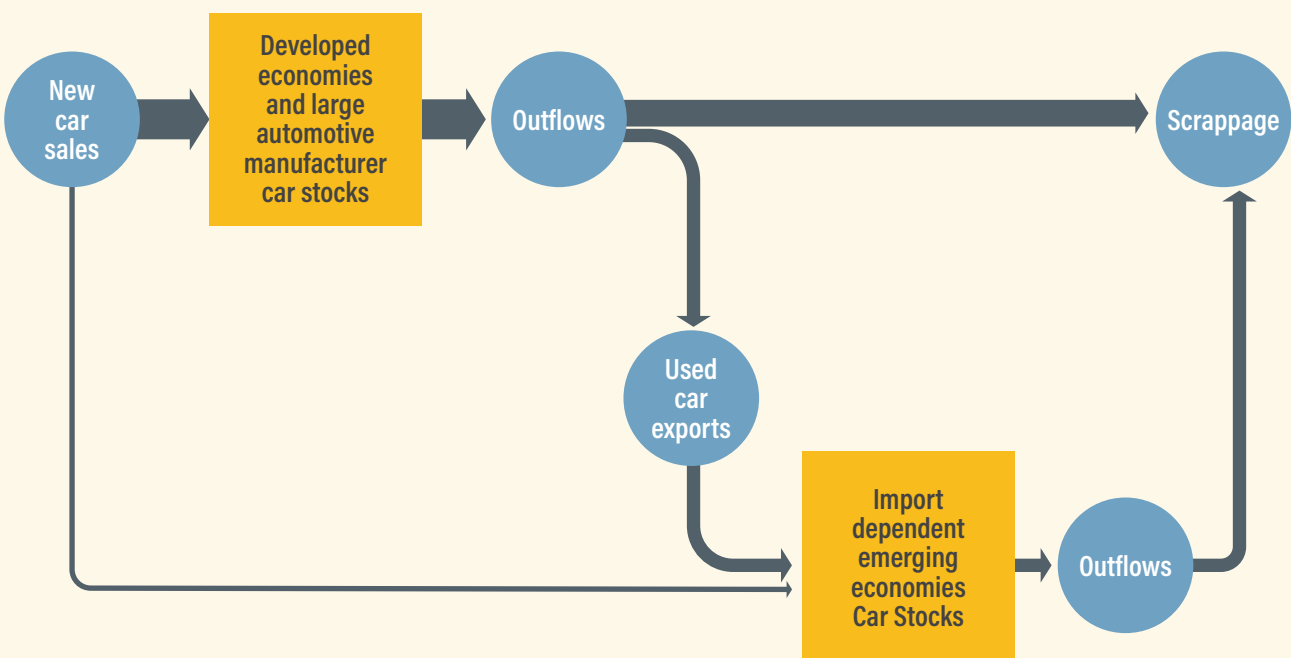 New
car
sales
Developed
economies
and large
automotive
manufacturer
car stocks
Outflows
Scrappage
Used
car
exports
Import
dependent
emerging
economies
Car Stocks
Outflows